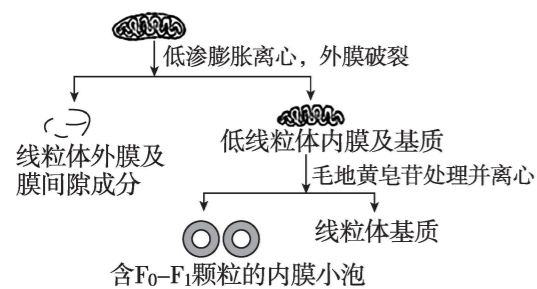 低渗膨胀离心，外膜破裂
线粒体外膜及
膜间隙成分
低线粒体内膜及基质
毛地黄皂苷处理并离心
线粒体基质
含F₀–F₁颗粒的内膜小泡